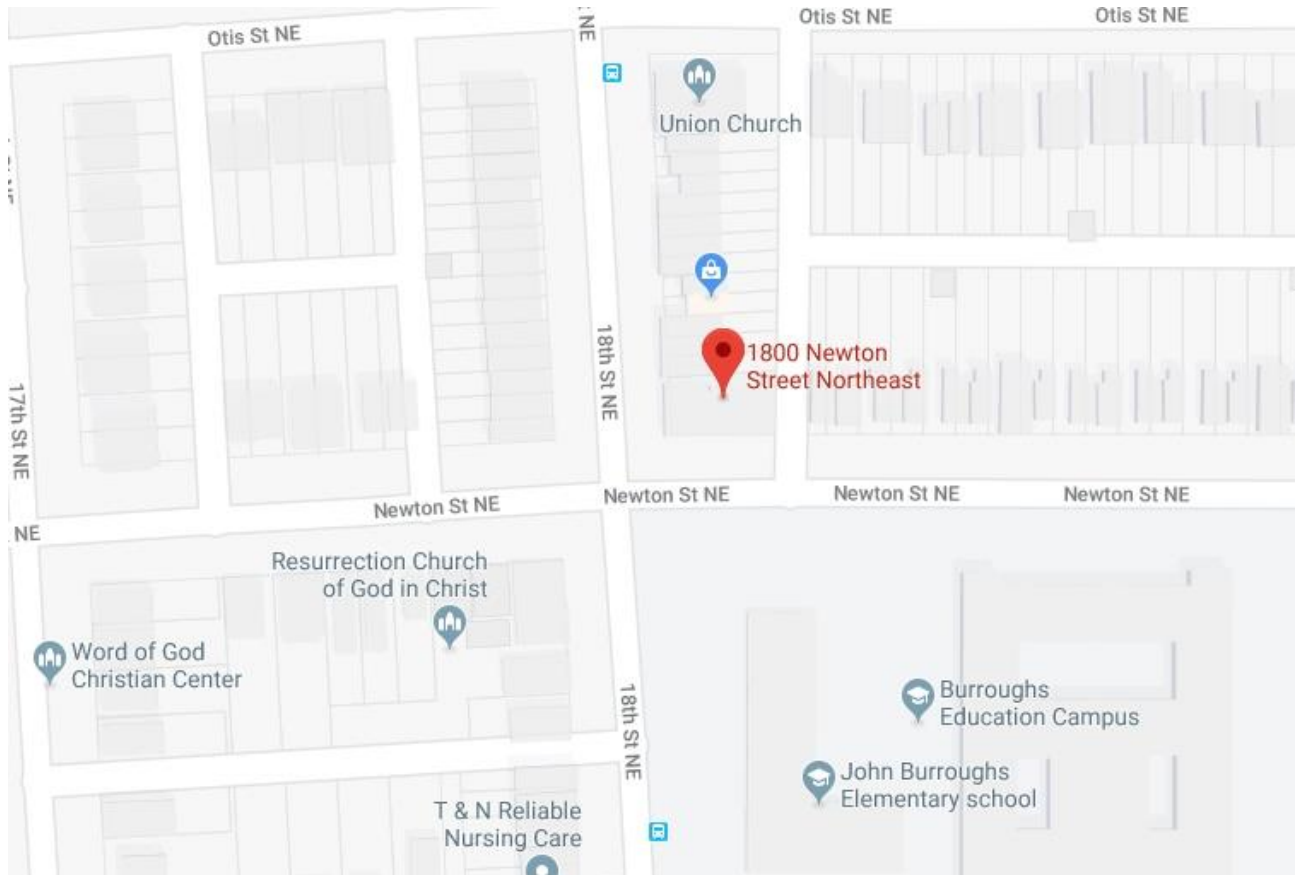 Otis St NE
NE
Otis St NE
Otis St NE
Union Church
1800 Newton
Street Northeast
18th St NE
17th St NE
Newton St NE
Newton St NE
Newton St NE
Newton St NE
NE
Resurrection Church
of God in Christ
Word of God
Christian Center
18th St NE
Burroughs
Education Campus
John Burroughs
Elementary school
T & N Reliable
Nursing Care